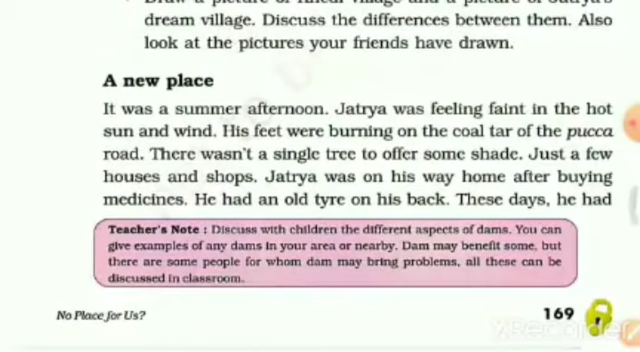 dream village. Discuss the differences between them. Also
look at the pictures your friends have drawn.
A new place
It was a summer afternoon. Jatrya was feeling faint in the hot
sun and wind. His feet were burning on the coal tar of the pucca
road. There wasn't a single tree to offer some shade. Just a few
houses and shops. Jatrya was on his way home after buying
medicines. He had an old tyre on his back. These days, he had
Teacher's Note : Discuss with children the different aspects of dams. You can
give examples of any dams in your area or nearby. Dam may benefit some, but
there are some people for whom dam may bring problems, all these can be
discussed in classroom.
No Place for Us?
169